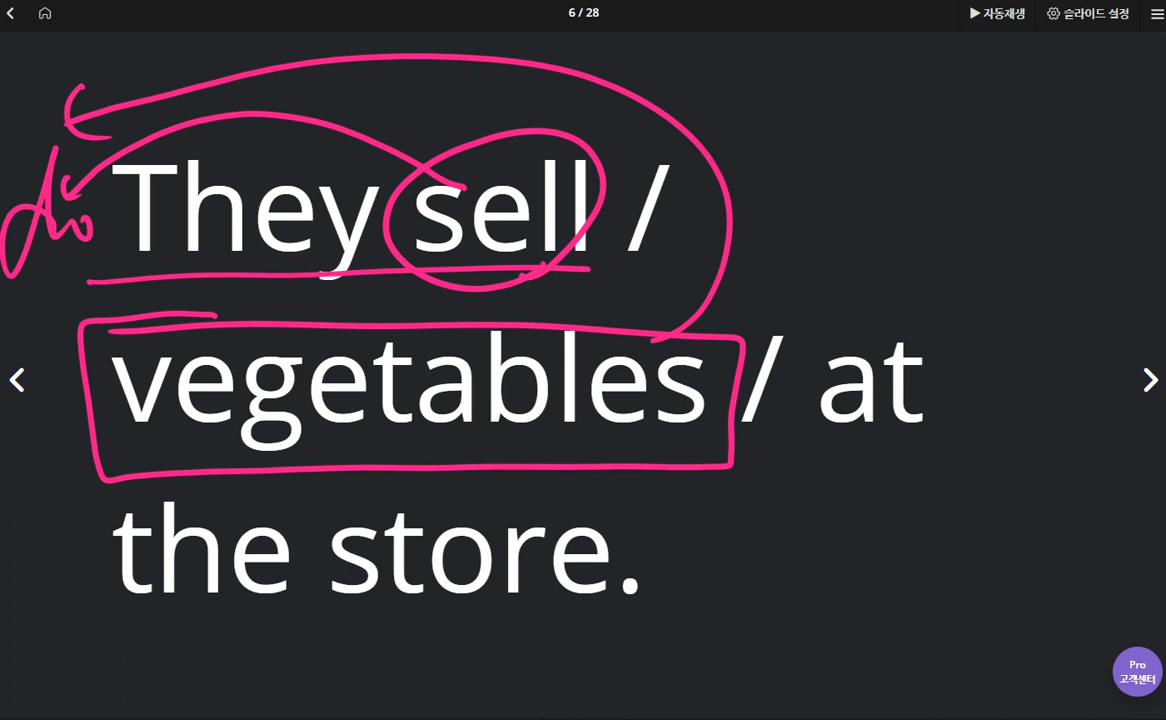 6 / 28
▶ 자동재생
슬라이드 설정
do
They sell /
vegetables / at
the store.
Pro
고객센터